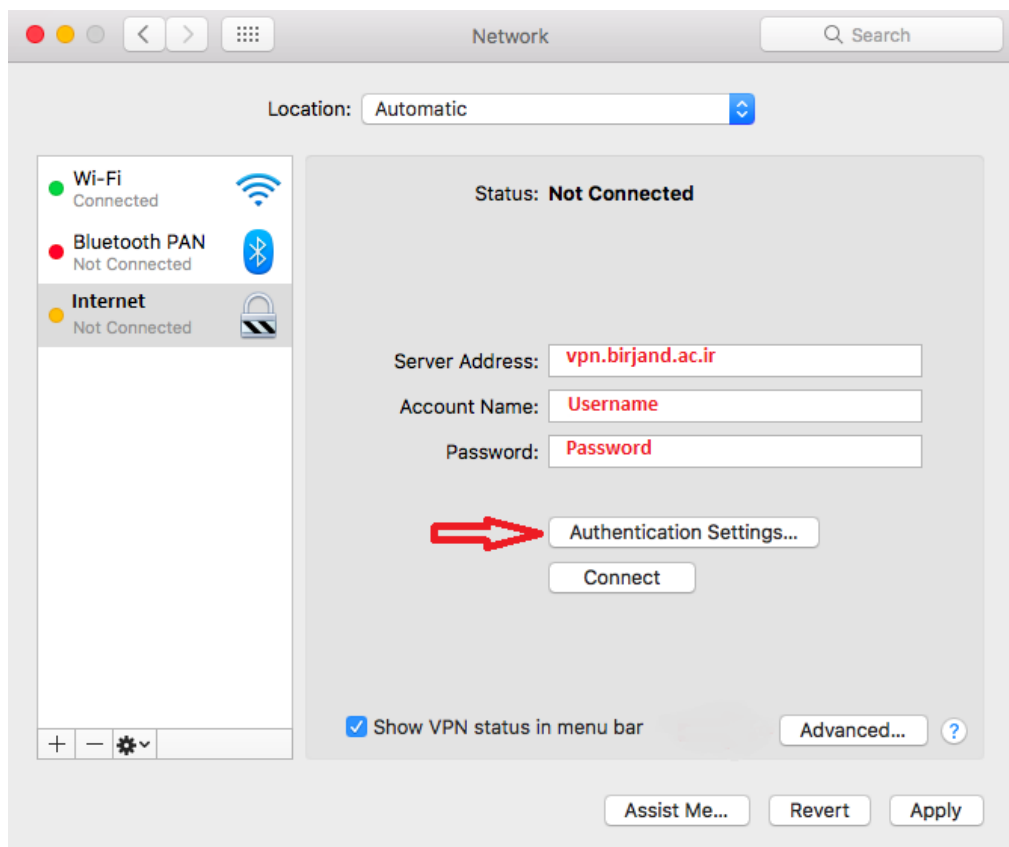 Network
Search
Location: Automatic
Wi-Fi
Connected
Bluetooth PAN
Not Connected
Internet
Not Connected
Status: Not Connected
Server Address: vpn.birjand.ac.ir
Account Name: Username
Password: Password
Authentication Settings...
Connect
Show VPN status in menu bar
Advanced...
?
Assist Me...
Revert
Apply